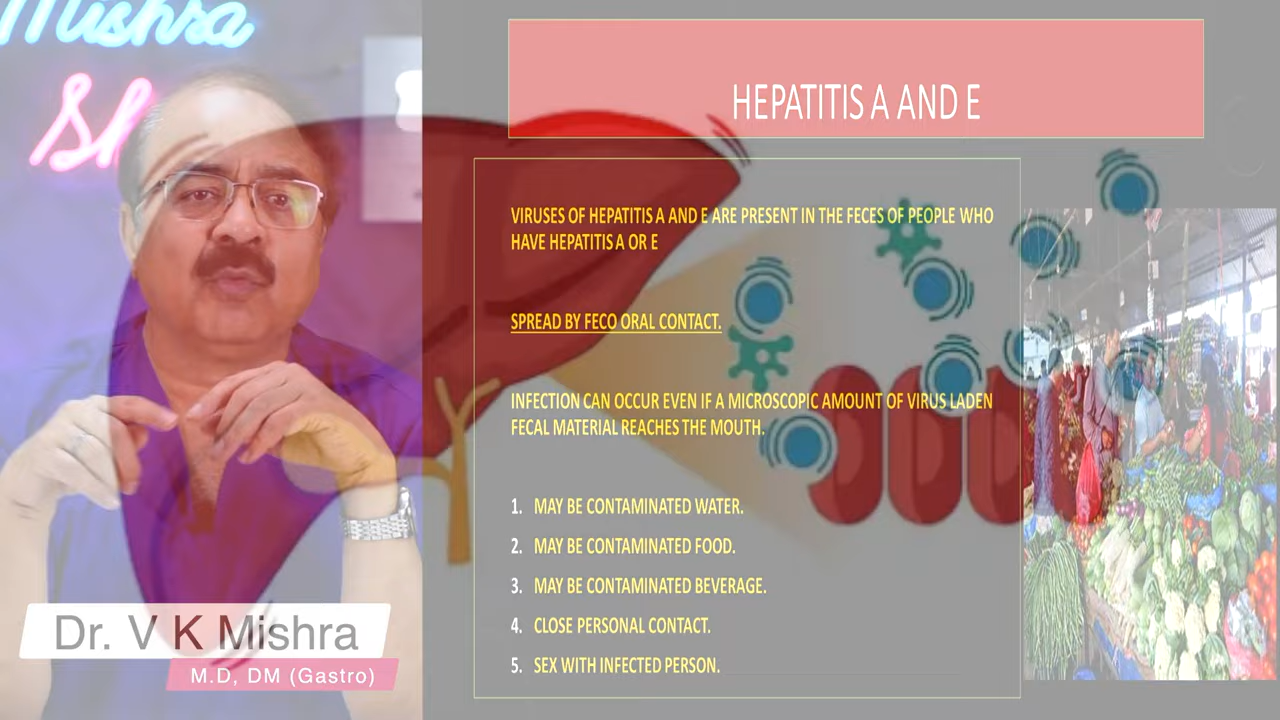 Mishra
Sh
HEPATITIS A AND E
VIRUSES OF HEPATITIS A AND E ARE PRESENT IN THE FECES OF PEOPLE WHO
HAVE HEPATITIS A OR E
SPREAD BY FECO ORAL CONTACT.
INFECTION CAN OCCUR EVEN IF A MICROSCOPIC AMOUNT OF VIRUS LADEN
FECAL MATERIAL REACHES THE MOUTH.
1. MAY BE CONTAMINATED WATER.
2. MAY BE CONTAMINATED FOOD.
3. MAY BE CONTAMINATED BEVERAGE.
4. CLOSE PERSONAL CONTACT.
5. SEX WITH INFECTED PERSON.
Dr. V K Mishra
M.D, DM (Gastro)